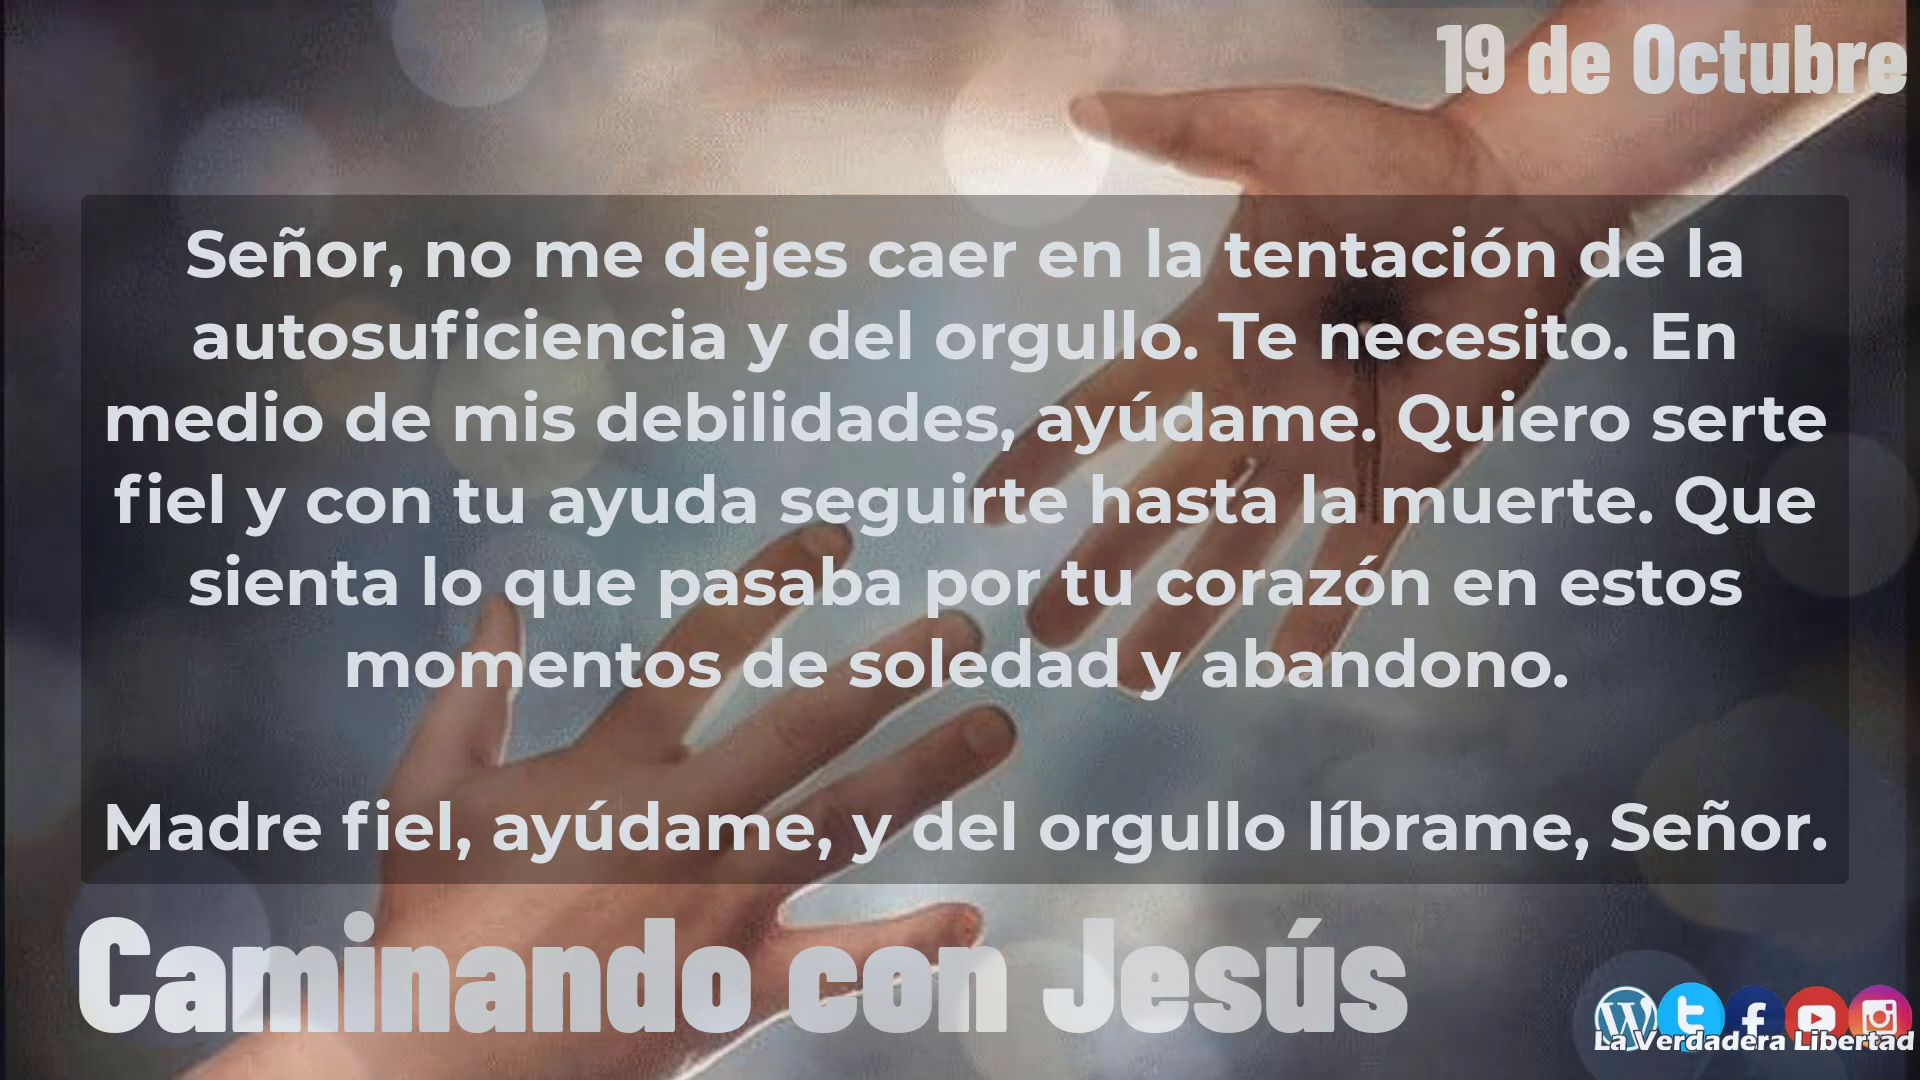 19 de Octubre
Señor, no me dejes caer en la tentación de la
autosuficiencia y del orgullo. Te necesito. En
medio de mis debilidades, ayúdame. Quiero serte
fiel y con tu ayuda seguirte hasta la muerte. Que
sienta lo que pasaba por tu corazón en estos
momentos de soledad y abandono.
Madre fiel, ayúdame, y del orgullo líbrame, Señor.
Caminando con Jesús
La Verdadera Libertad